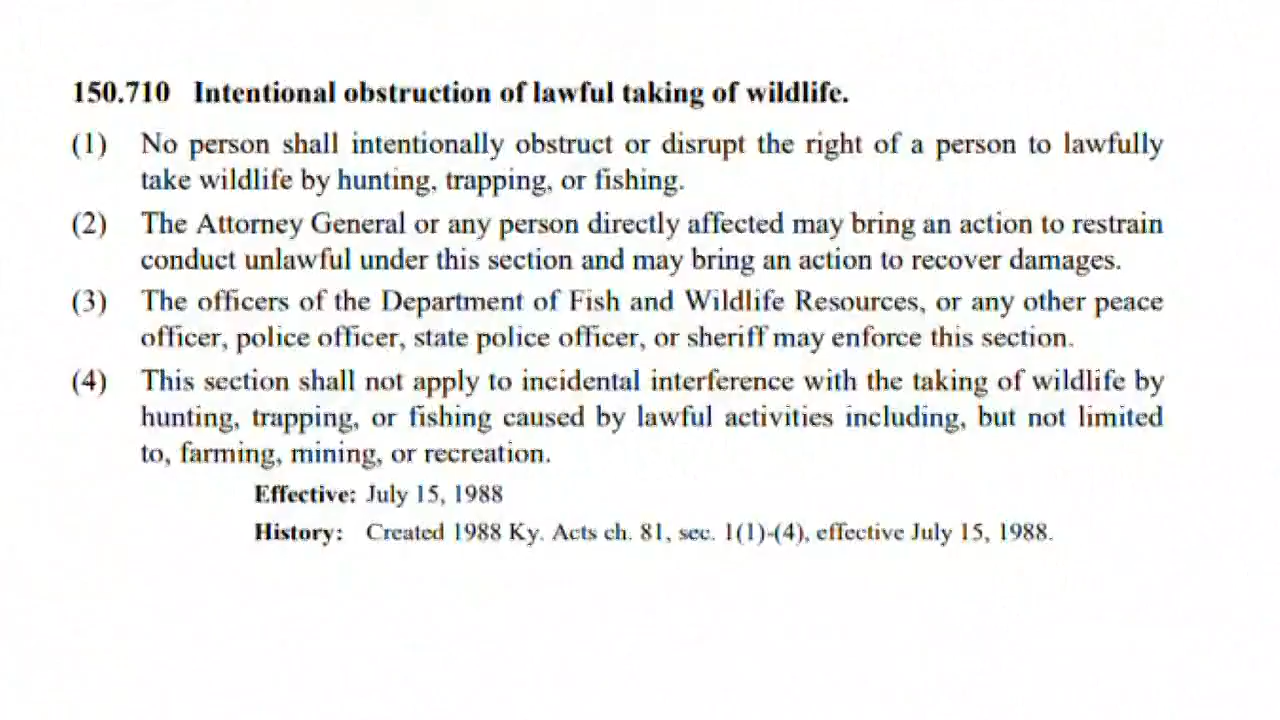 150.710 Intentional obstruction of lawful taking of wildlife.
(1) No person shall intentionally obstruct or disrupt the right of a person to lawfully
take wildlife by hunting, trapping, or fishing.
(2) The Attorney General or any person directly affected may bring an action to restrain
conduct unlawful under this section and may bring an action to recover damages.
(3) The officers of the Department of Fish and Wildlife Resources, or any other peace
officer, police officer, state police officer, or sheriff may enforce this section.
(4) This section shall not apply to incidental interference with the taking of wildlife by
hunting, trapping, or fishing caused by lawful activities including, but not limited
to, farming, mining, or recreation.
Effective: July 15, 1988
History: Created 1988 Ky. Acts ch. 81, sec. 1(1)-(4), effective July 15, 1988.